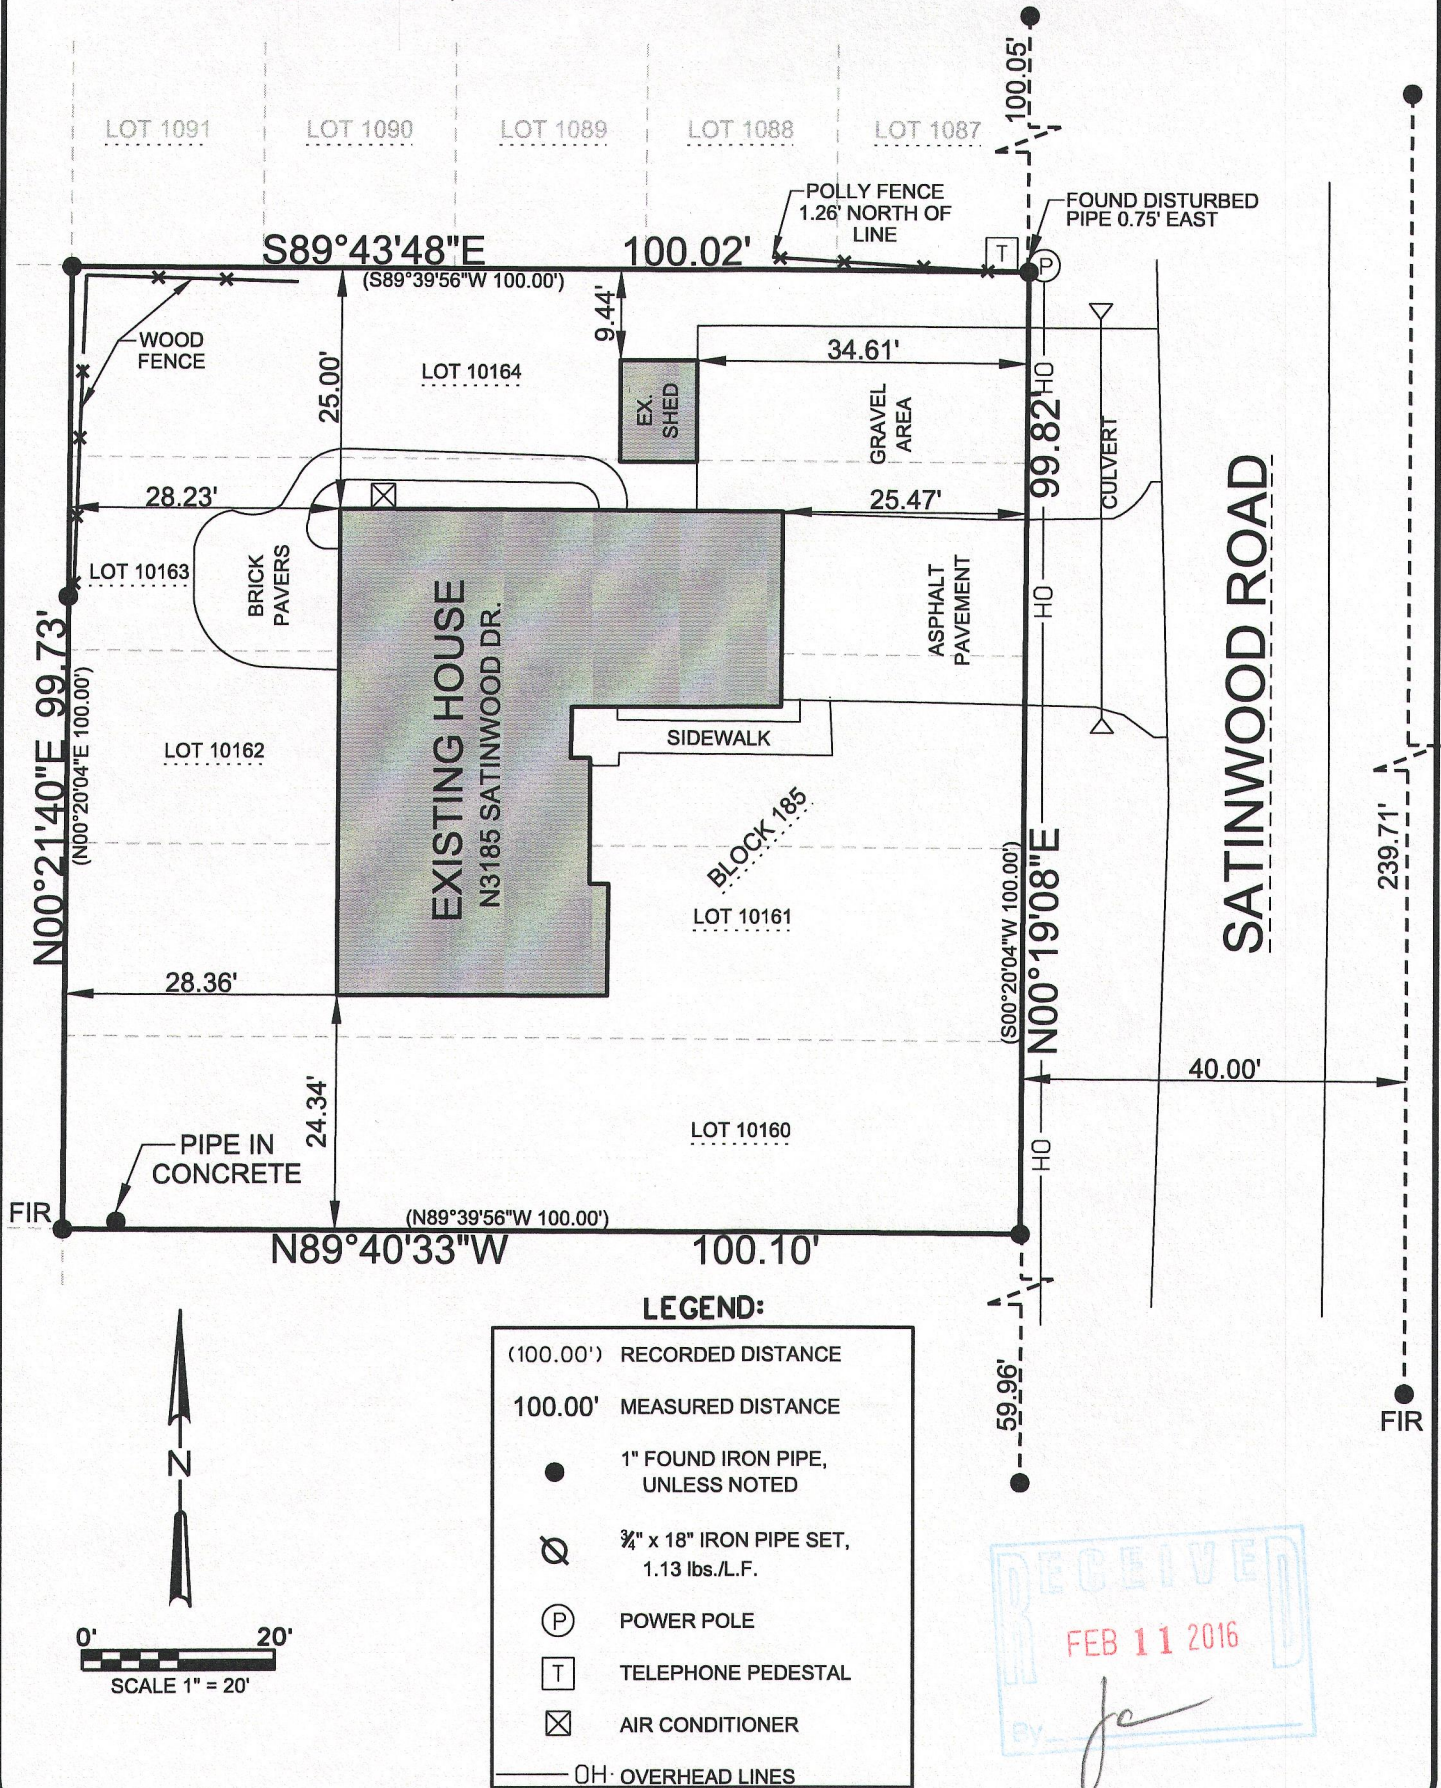 100.05'
LOT 1091
LOT 1090
LOT 1089
LOT 1088
LOT 1087
POLLY FENCE
1.26' NORTH OF
LINE
FOUND DISTURBED
PIPE 0.75' EAST
T
P
S89°43'48"E 100.02'
(S89°39'56"W 100.00')
WOOD
FENCE
25.00'
9.44'
LOT 10164
EX.
SHED
34.61'
GRAVEL
AREA
OH
99.82'
CULVERT
28.23'
25.47'
LOT 10163
BRICK
PAVERS
EXISTING HOUSE
N3185 SATINWOOD DR.
ASPHALT
PAVEMENT
OH
SATINWOOD ROAD
N00°21'40"E 99.73'
(N00°20'04"E 100.00')
LOT 10162
SIDEWALK
BLOCK 185
LOT 10161
(S00°20'04"W 100.00')
N00°19'08"E
239.71'
28.36'
40.00'
24.34'
LOT 10160
OH
PIPE IN
CONCRETE
FIR
(N89°39'56"W 100.00')
N89°40'33"W 100.10'
59.96'
FIR
LEGEND:
(100.00') RECORDED DISTANCE
100.00' MEASURED DISTANCE
1" FOUND IRON PIPE,
UNLESS NOTED
¾" x 18" IRON PIPE SET,
1.13 lbs./L.F.
P POWER POLE
T TELEPHONE PEDESTAL
AIR CONDITIONER
OH OVERHEAD LINES
N
0' 20'
SCALE 1" = 20'
RECEIVED
FEB 11 2016
By